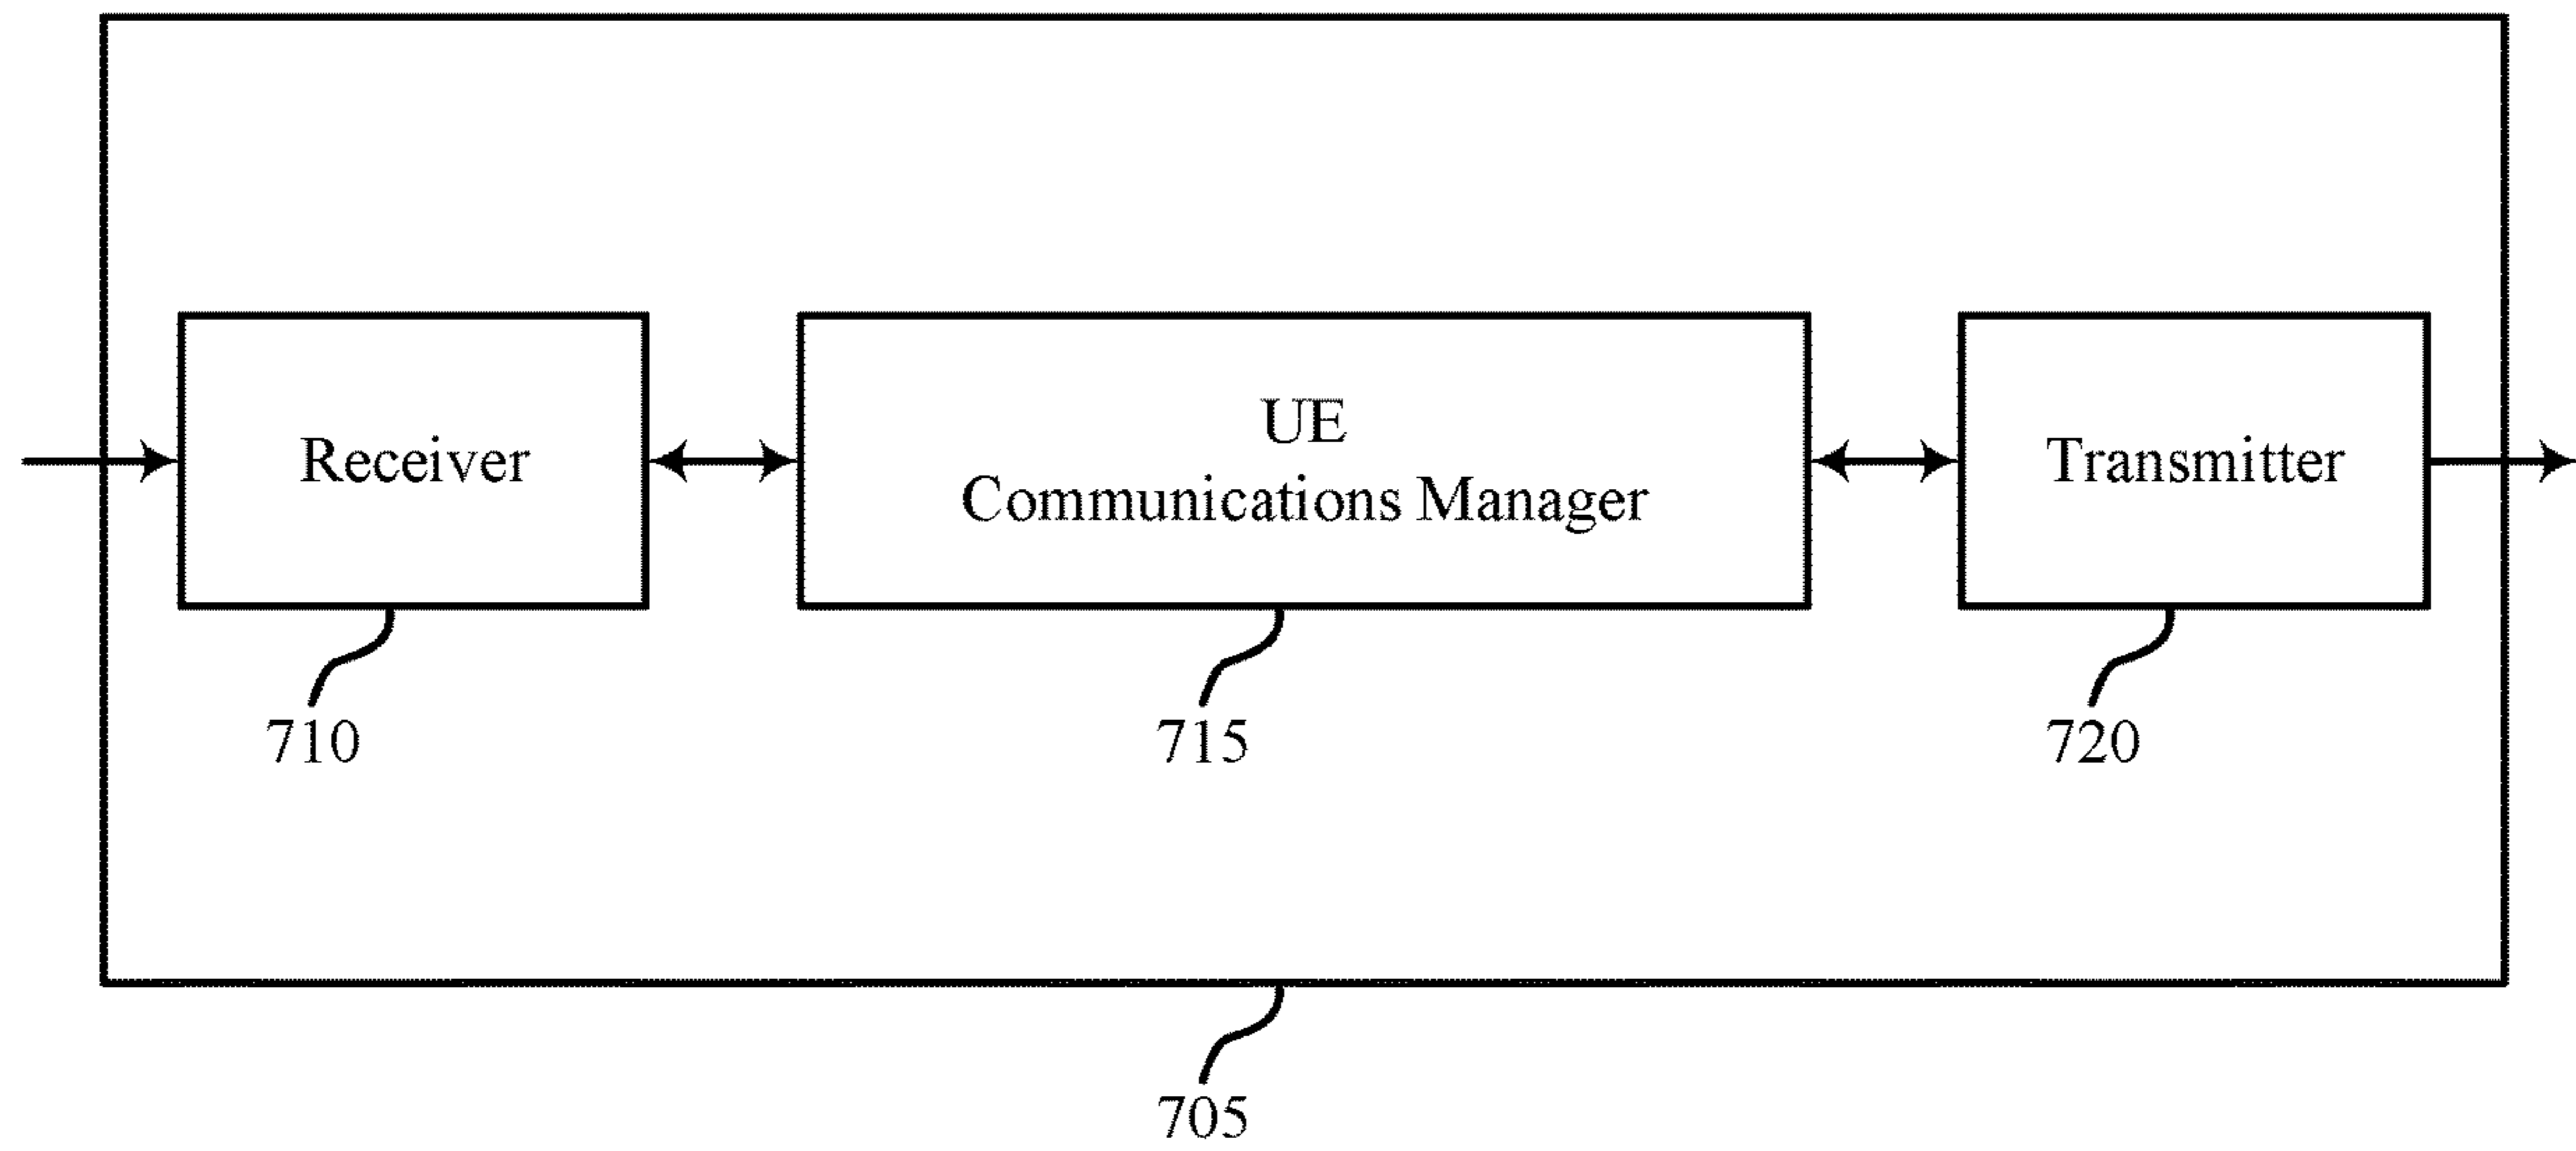 Receiver
UE
Communications Manager
Transmitter
710
715
720
705